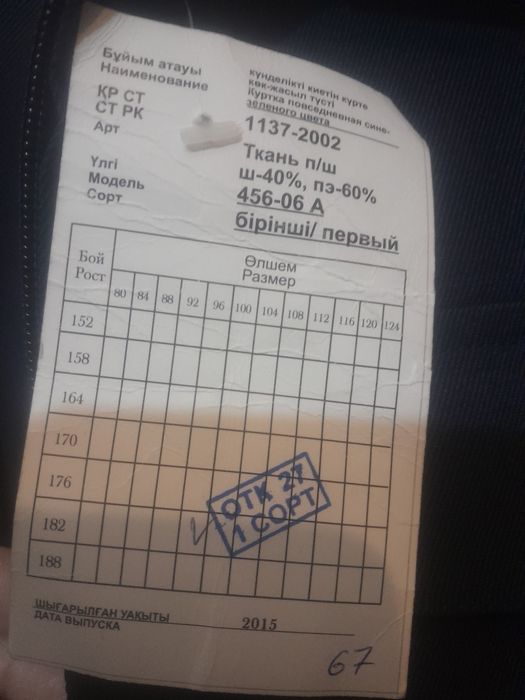 Бұйым атауы
Наименование
күнделікті киетін күрте
көк-жасыл түсті
Куртка повседневная сине-
зеленого цвета
ҚР СТ
СТ РК
1137-2002
Арт
Ткань п/ш
ш-40%, пэ-60%
Үлгі
Модель
456-06 А
Сорт
бірінші/ первый
Бой
Рост
Өлшем
Размер
80 84 88 92 96 100 104 108 112 116 120 124
152
158
164
170
176
182
188
ОТК 27
1 СОРТ
ШЫҒАРЫЛҒАН УАҚЫТЫ
ДАТА ВЫПУСКА
2015
67